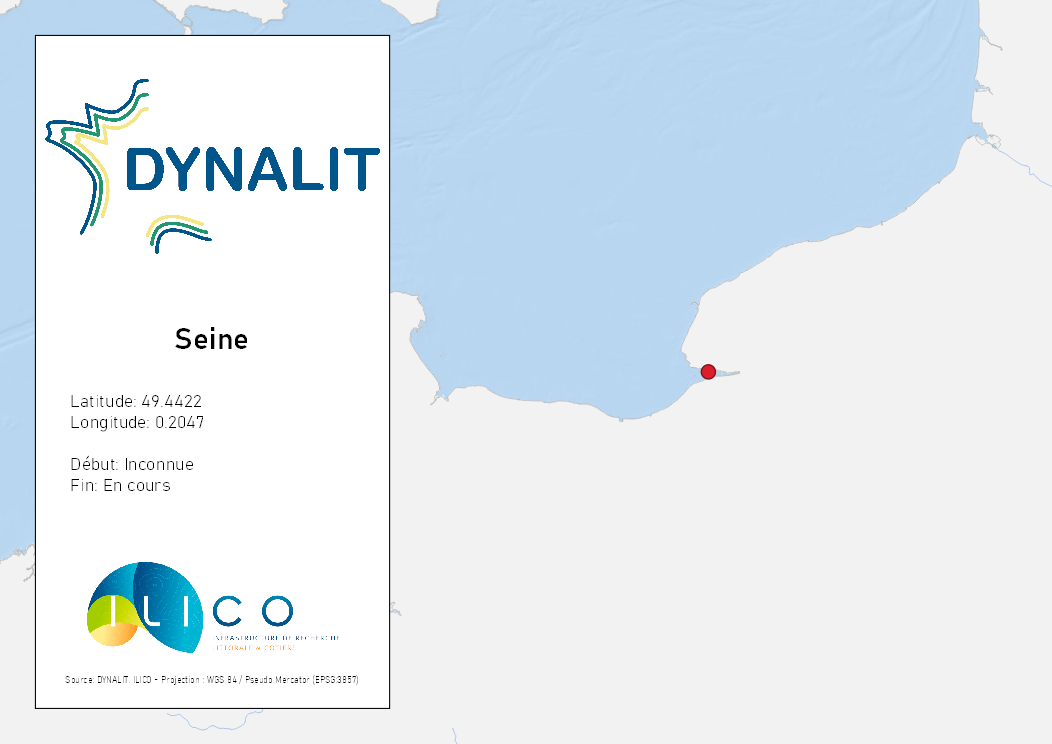 DYNALIT
Seine
Latitude: 49.4422
Longitude: 0.2047
Début: Inconnue
Fin: En cours
ILICO
INFRASTRUCTURE DE RECHERCHE
LITTORALE & CÔTIÈRE
Source: DYNALIT, ILICO - Projection : WGS 84 / Pseudo Mercator (EPSG:3857)